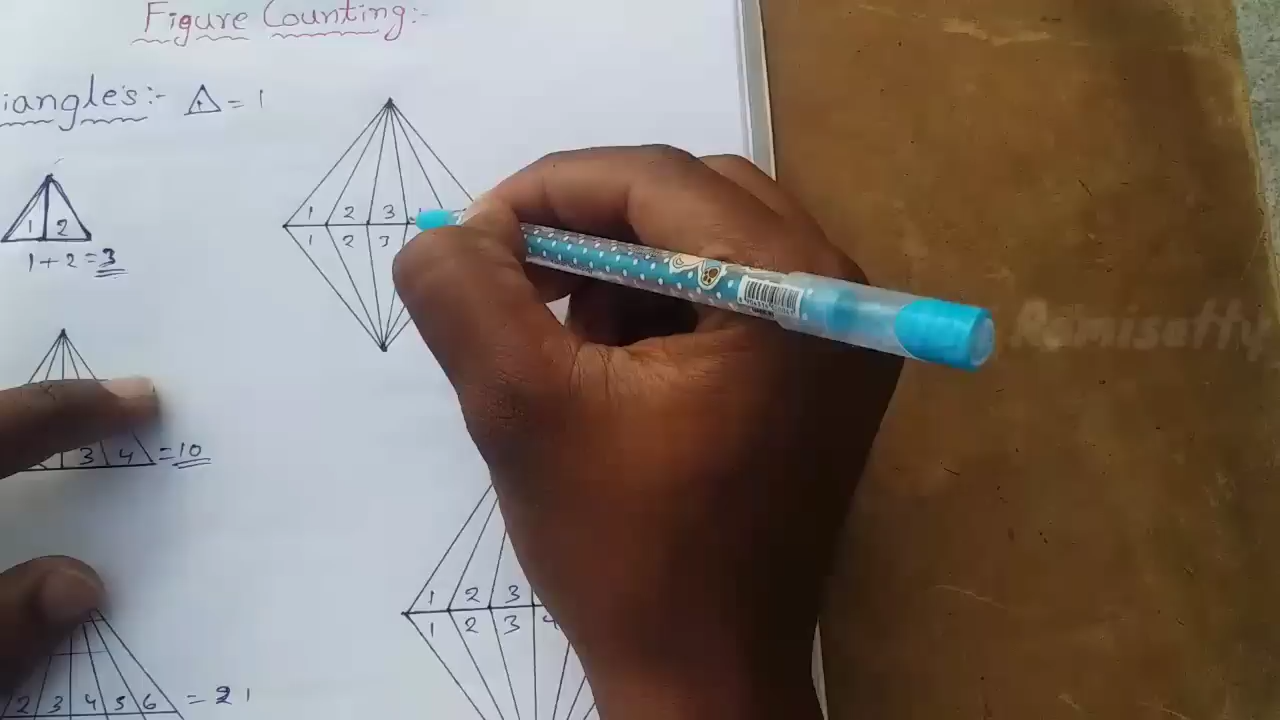 Figure Counting:-
iangles:- △ = 1
1 2
1+2=3
1 2 3
1 2 3
3 4 =10
1 2 3
1 2 3 4
2 3 4 5 6 = 21
Ramisatty